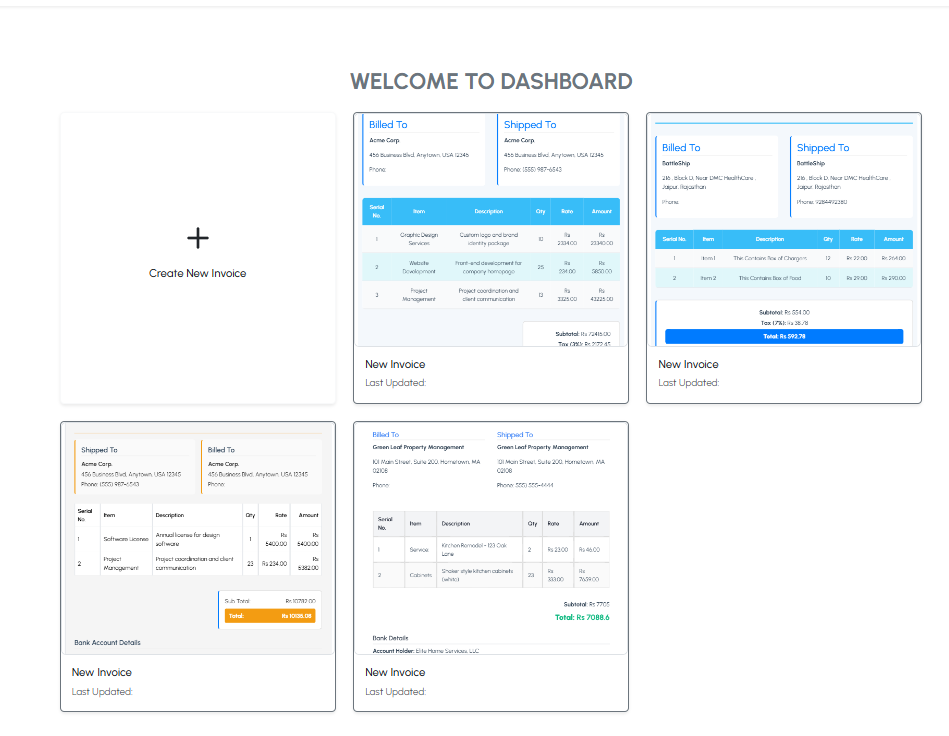 WELCOME TO DASHBOARD
Create New Invoice
Billed To
Acme Corp.
456 Business Blvd, Anytown, USA 12345
Phone:
Shipped To
Acme Corp.
456 Business Blvd, Anytown, USA 12345
Phone: (555) 987-6543
Serial No. Item Description Qty Rate Amount
1 Graphic Design Services Custom logo and brand identity package 10 Rs 2334.00 Rs 23340.00
2 Website Development Front-end development for company homepage 25 Rs 234.00 Rs 5850.00
3 Project Management Project coordination and client communication 13 Rs 3325.00 Rs 43225.00
Subtotal: Rs 72415.00
Tax (3%): Rs 2172.45
New Invoice
Last Updated:
Billed To
BattleShip
216 , Block D, Near DMC HealthCare ,
Jaipur, Rajasthan
Phone:
Shipped To
BattleShip
216 , Block D, Near DMC HealthCare ,
Jaipur, Rajasthan
Phone: 9284492380
Serial No. Item Description Qty Rate Amount
1 Item 1 This Contains Box of Chargers 12 Rs 22.00 Rs 264.00
2 Item 2 This Contains Box of Food 10 Rs 29.00 Rs 290.00
Subtotal: Rs 554.00
Tax (7%): Rs 38.78
Total: Rs 592.78
New Invoice
Last Updated:
Shipped To
Acme Corp.
456 Business Blvd, Anytown, USA 12345
Phone: (555) 987-6543
Billed To
Acme Corp.
456 Business Blvd, Anytown, USA 12345
Phone:
Serial No. Item Description Qty Rate Amount
1 Software License Annual license for design software 1 Rs 5400.00 Rs 5400.00
2 Project Management Project coordination and client communication 23 Rs 234.00 Rs 5382.00
Sub Total Rs 10782.00
Total:
Bank Account Details
New Invoice
Last Updated:
Billed To
Green Leaf Property Management
101 Main Street, Suite 200, Hometown, MA
02108
Phone:
Shipped To
Green Leaf Property Management
101 Main Street, Suite 200, Hometown, MA
02108
Phone: 555) 555-4444
Serial No. Item Description Qty Rate Amount
1 Service: Kitchen Remodel - 123 Oak Lane 2 Rs 23.00 Rs 46.00
2 Cabinets Shaker style kitchen cabinets (white) 23 Rs 333.00 Rs 7659.00
Subtotal: Rs 7705
Total: Rs 7088.6
Bank Details
Account Holder: Elite Home Services, LLC
New Invoice
Last Updated: